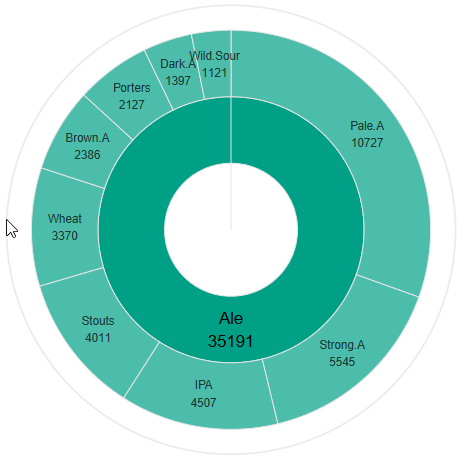 Wild.Sour
1121
Dark.A
1397
Porters
2127
Pale.A
10727
Brown.A
2386
Wheat
3370
Ale
35191
Stouts
4011
Strong.A
5545
IPA
4507